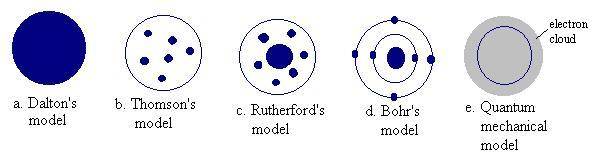 electron
cloud
a. Dalton's
model
b. Thomson's
model
c. Rutherford's
model
d. Bohr's
model
e. Quantum
mechanical
model